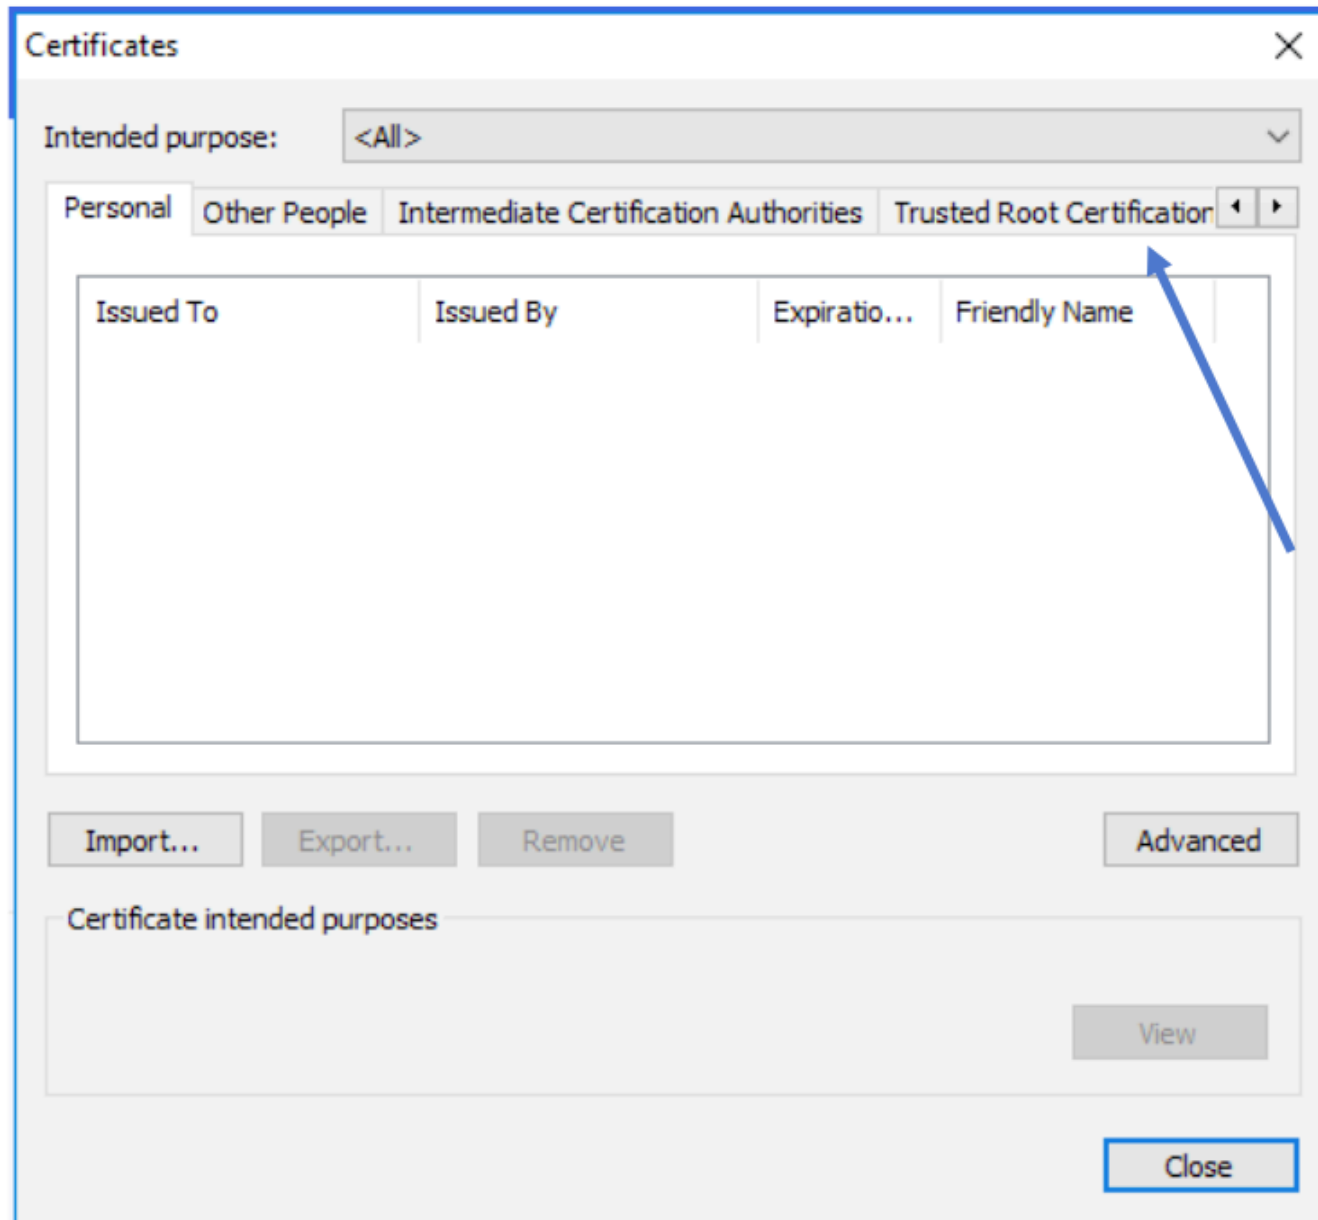 Certificates
Intended purpose: <All>
Personal Other People Intermediate Certification Authorities Trusted Root Certification
Issued To Issued By Expiratio... Friendly Name
Import... Export... Remove Advanced
Certificate intended purposes
View
Close